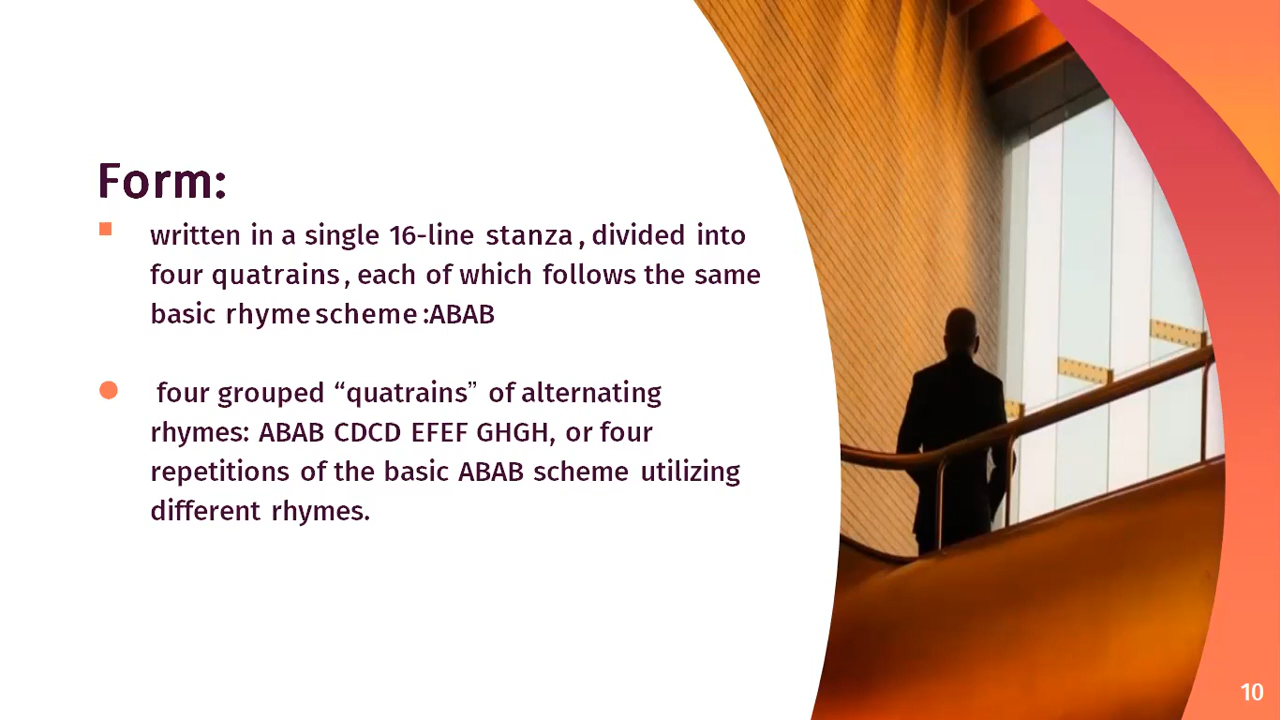 Form:
written in a single 16-line stanza, divided into
four quatrains, each of which follows the same
basic rhyme scheme :ABAB
four grouped “quatrains” of alternating
rhymes: ABAB CDCD EFEF GHGH, or four
repetitions of the basic ABAB scheme utilizing
different rhymes.
10